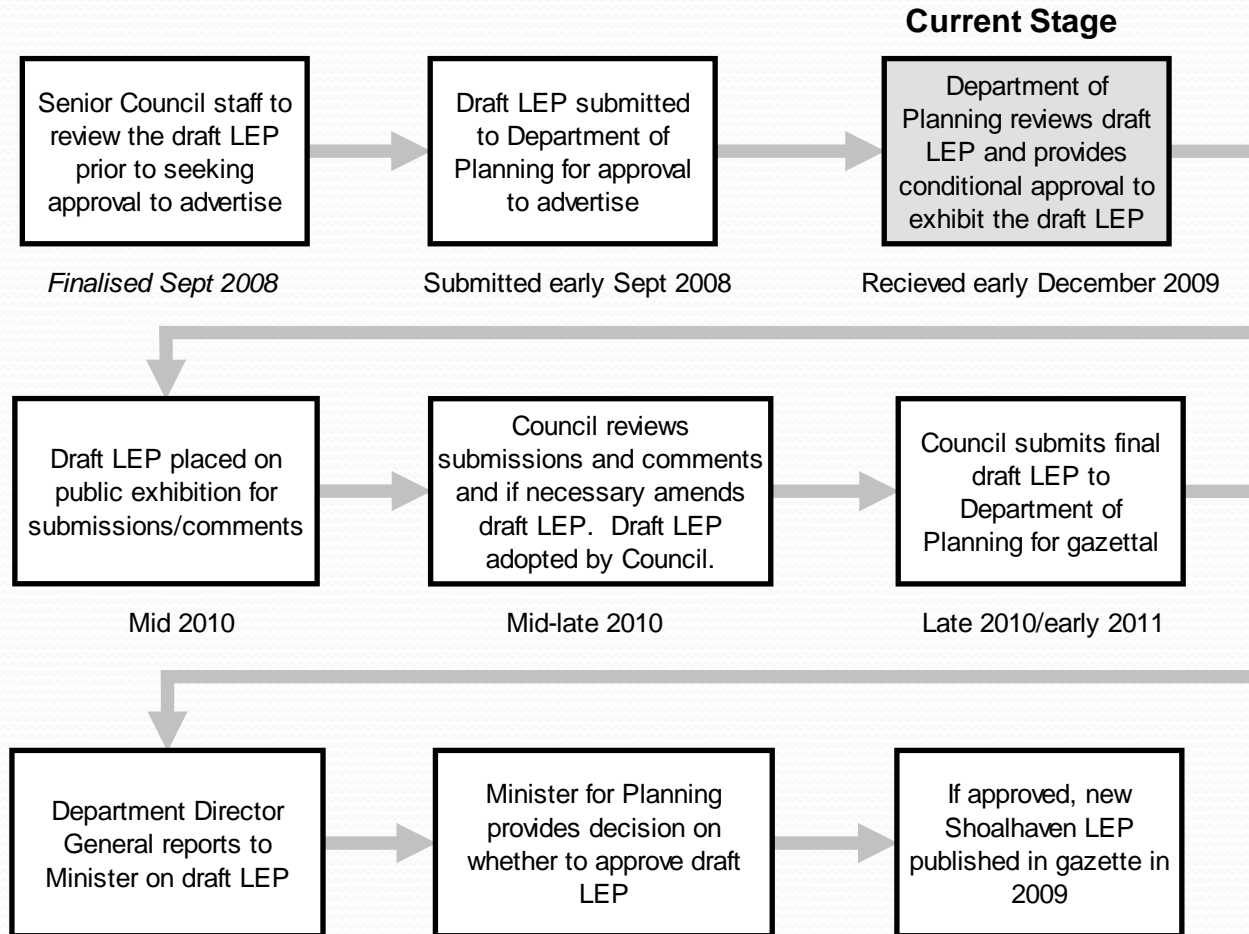 Current Stage
Senior Council staff to
review the draft LEP
prior to seeking
approval to advertise
Draft LEP submitted
to Department of
Planning for approval
to advertise
Department of
Planning reviews draft
LEP and provides
conditional approval to
exhibit the draft LEP
Finalised Sept 2008
Submitted early Sept 2008
Recieved early December 2009
Draft LEP placed on
public exhibition for
submissions/comments
Council reviews
submissions and comments
and if necessary amends
draft LEP.  Draft LEP
adopted by Council.
Council submits final
draft LEP to
Department of
Planning for gazettal
Mid 2010
Mid-late 2010
Late 2010/early 2011
Department Director
General reports to
Minister on draft LEP
Minister for Planning
provides decision on
whether to approve draft
LEP
If approved, new
Shoalhaven LEP
published in gazette in
2009